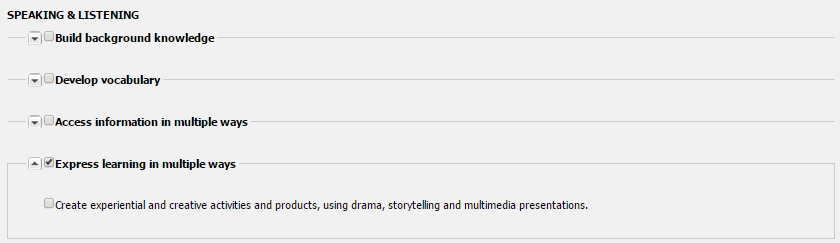 SPEAKING & LISTENING
Build background knowledge
Develop vocabulary
Access information in multiple ways
Express learning in multiple ways
Create experiential and creative activities and products, using drama, storytelling and multimedia presentations.